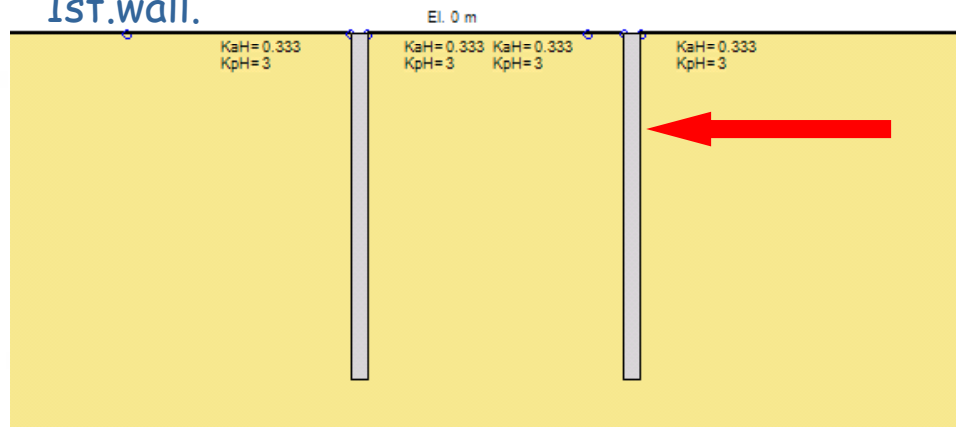 1st.wall.
El. 0 m
KaH= 0.333 KaH= 0.333 KaH= 0.333 KaH= 0.333
KpH= 3 KpH= 3 KpH= 3 KpH= 3